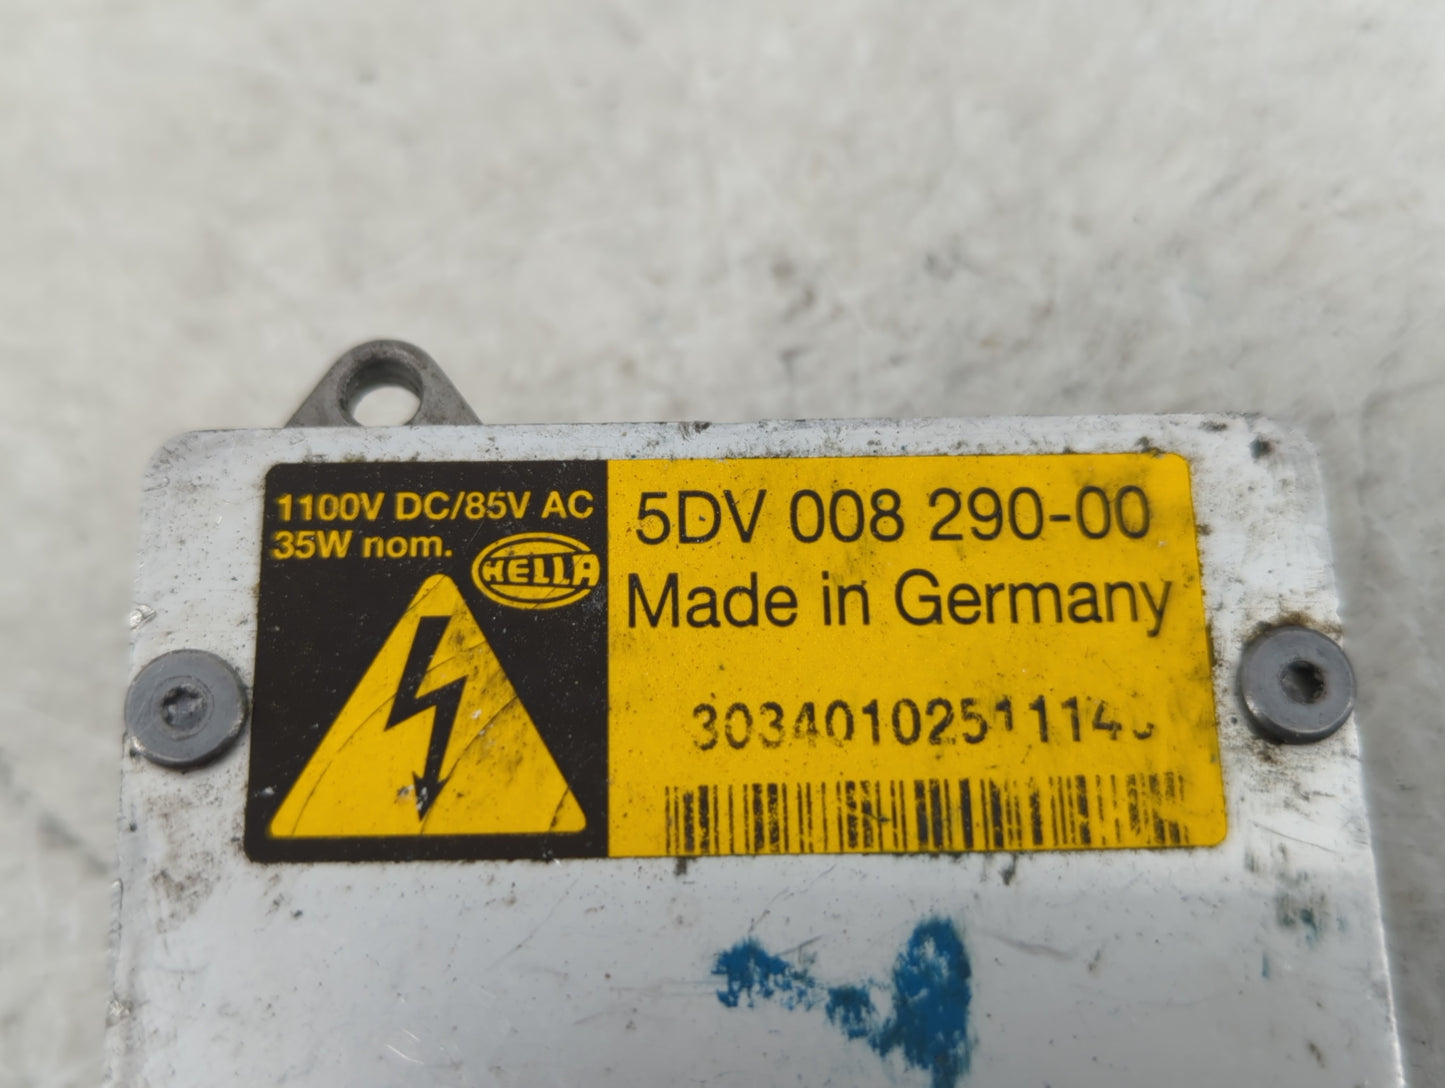 1100V DC/85V AC
35W nom.
HELLA
5DV 008 290-00
Made in Germany